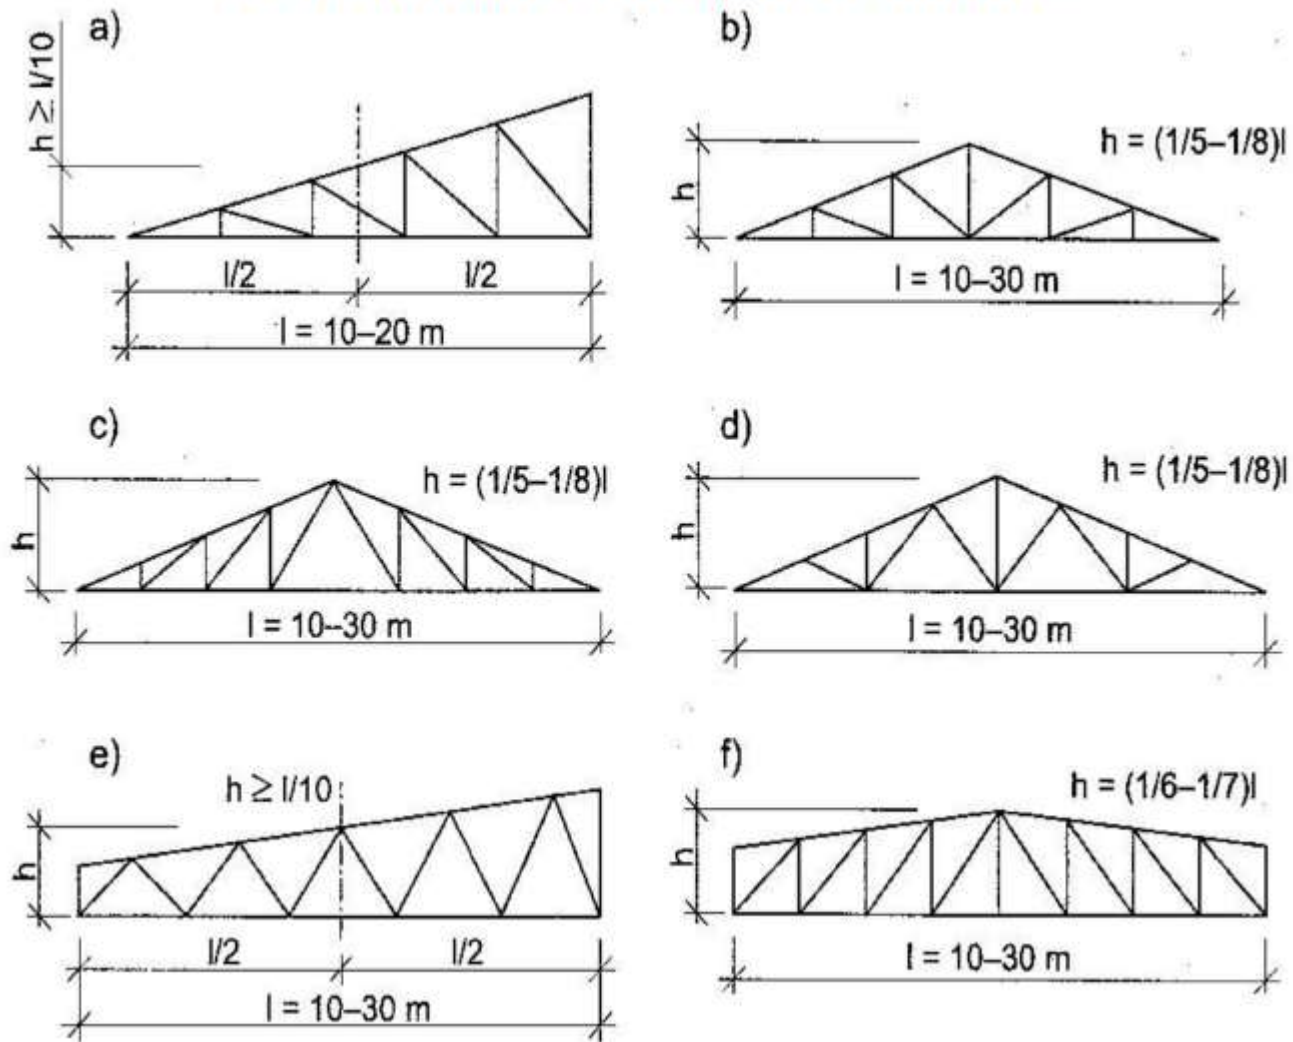 a)
h ≥ l/10
l/2
l/2
l = 10–20 m
b)
h = (1/5–1/8)l
h
l = 10–30 m
c)
h = (1/5–1/8)l
h
l = 10–30 m
d)
h = (1/5–1/8)l
h
l = 10–30 m
e)
h ≥ l/10
h
l/2
l/2
l = 10–30 m
f)
h = (1/6–1/7)l
h
l = 10–30 m